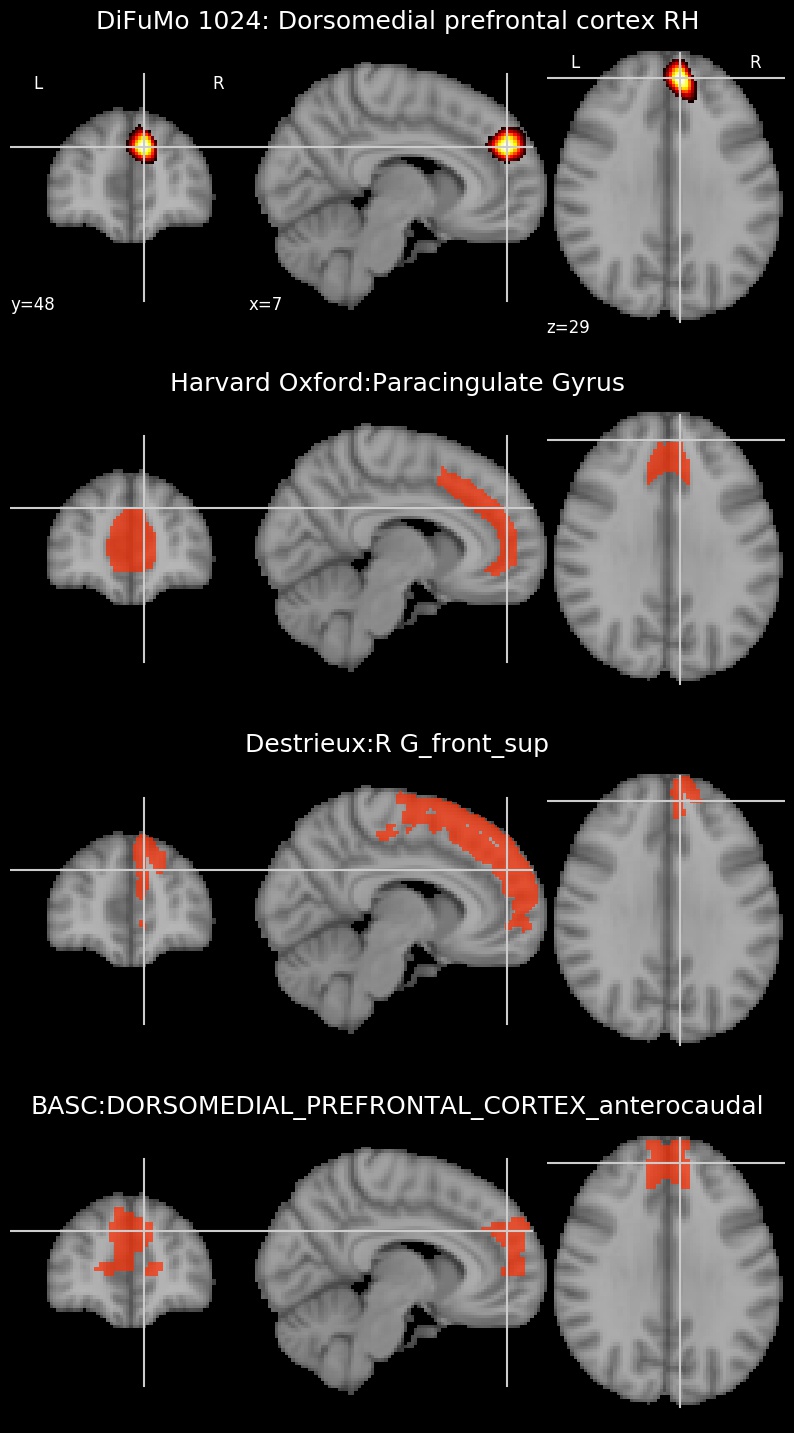 DiFuMo 1024: Dorsomedial prefrontal cortex RH
L R L R
y=48 x=7 z=29
Harvard Oxford:Paracingulate Gyrus
Destrieux:R G_front_sup
BASC:DORSOMEDIAL_PREFRONTAL_CORTEX_anterocaudal